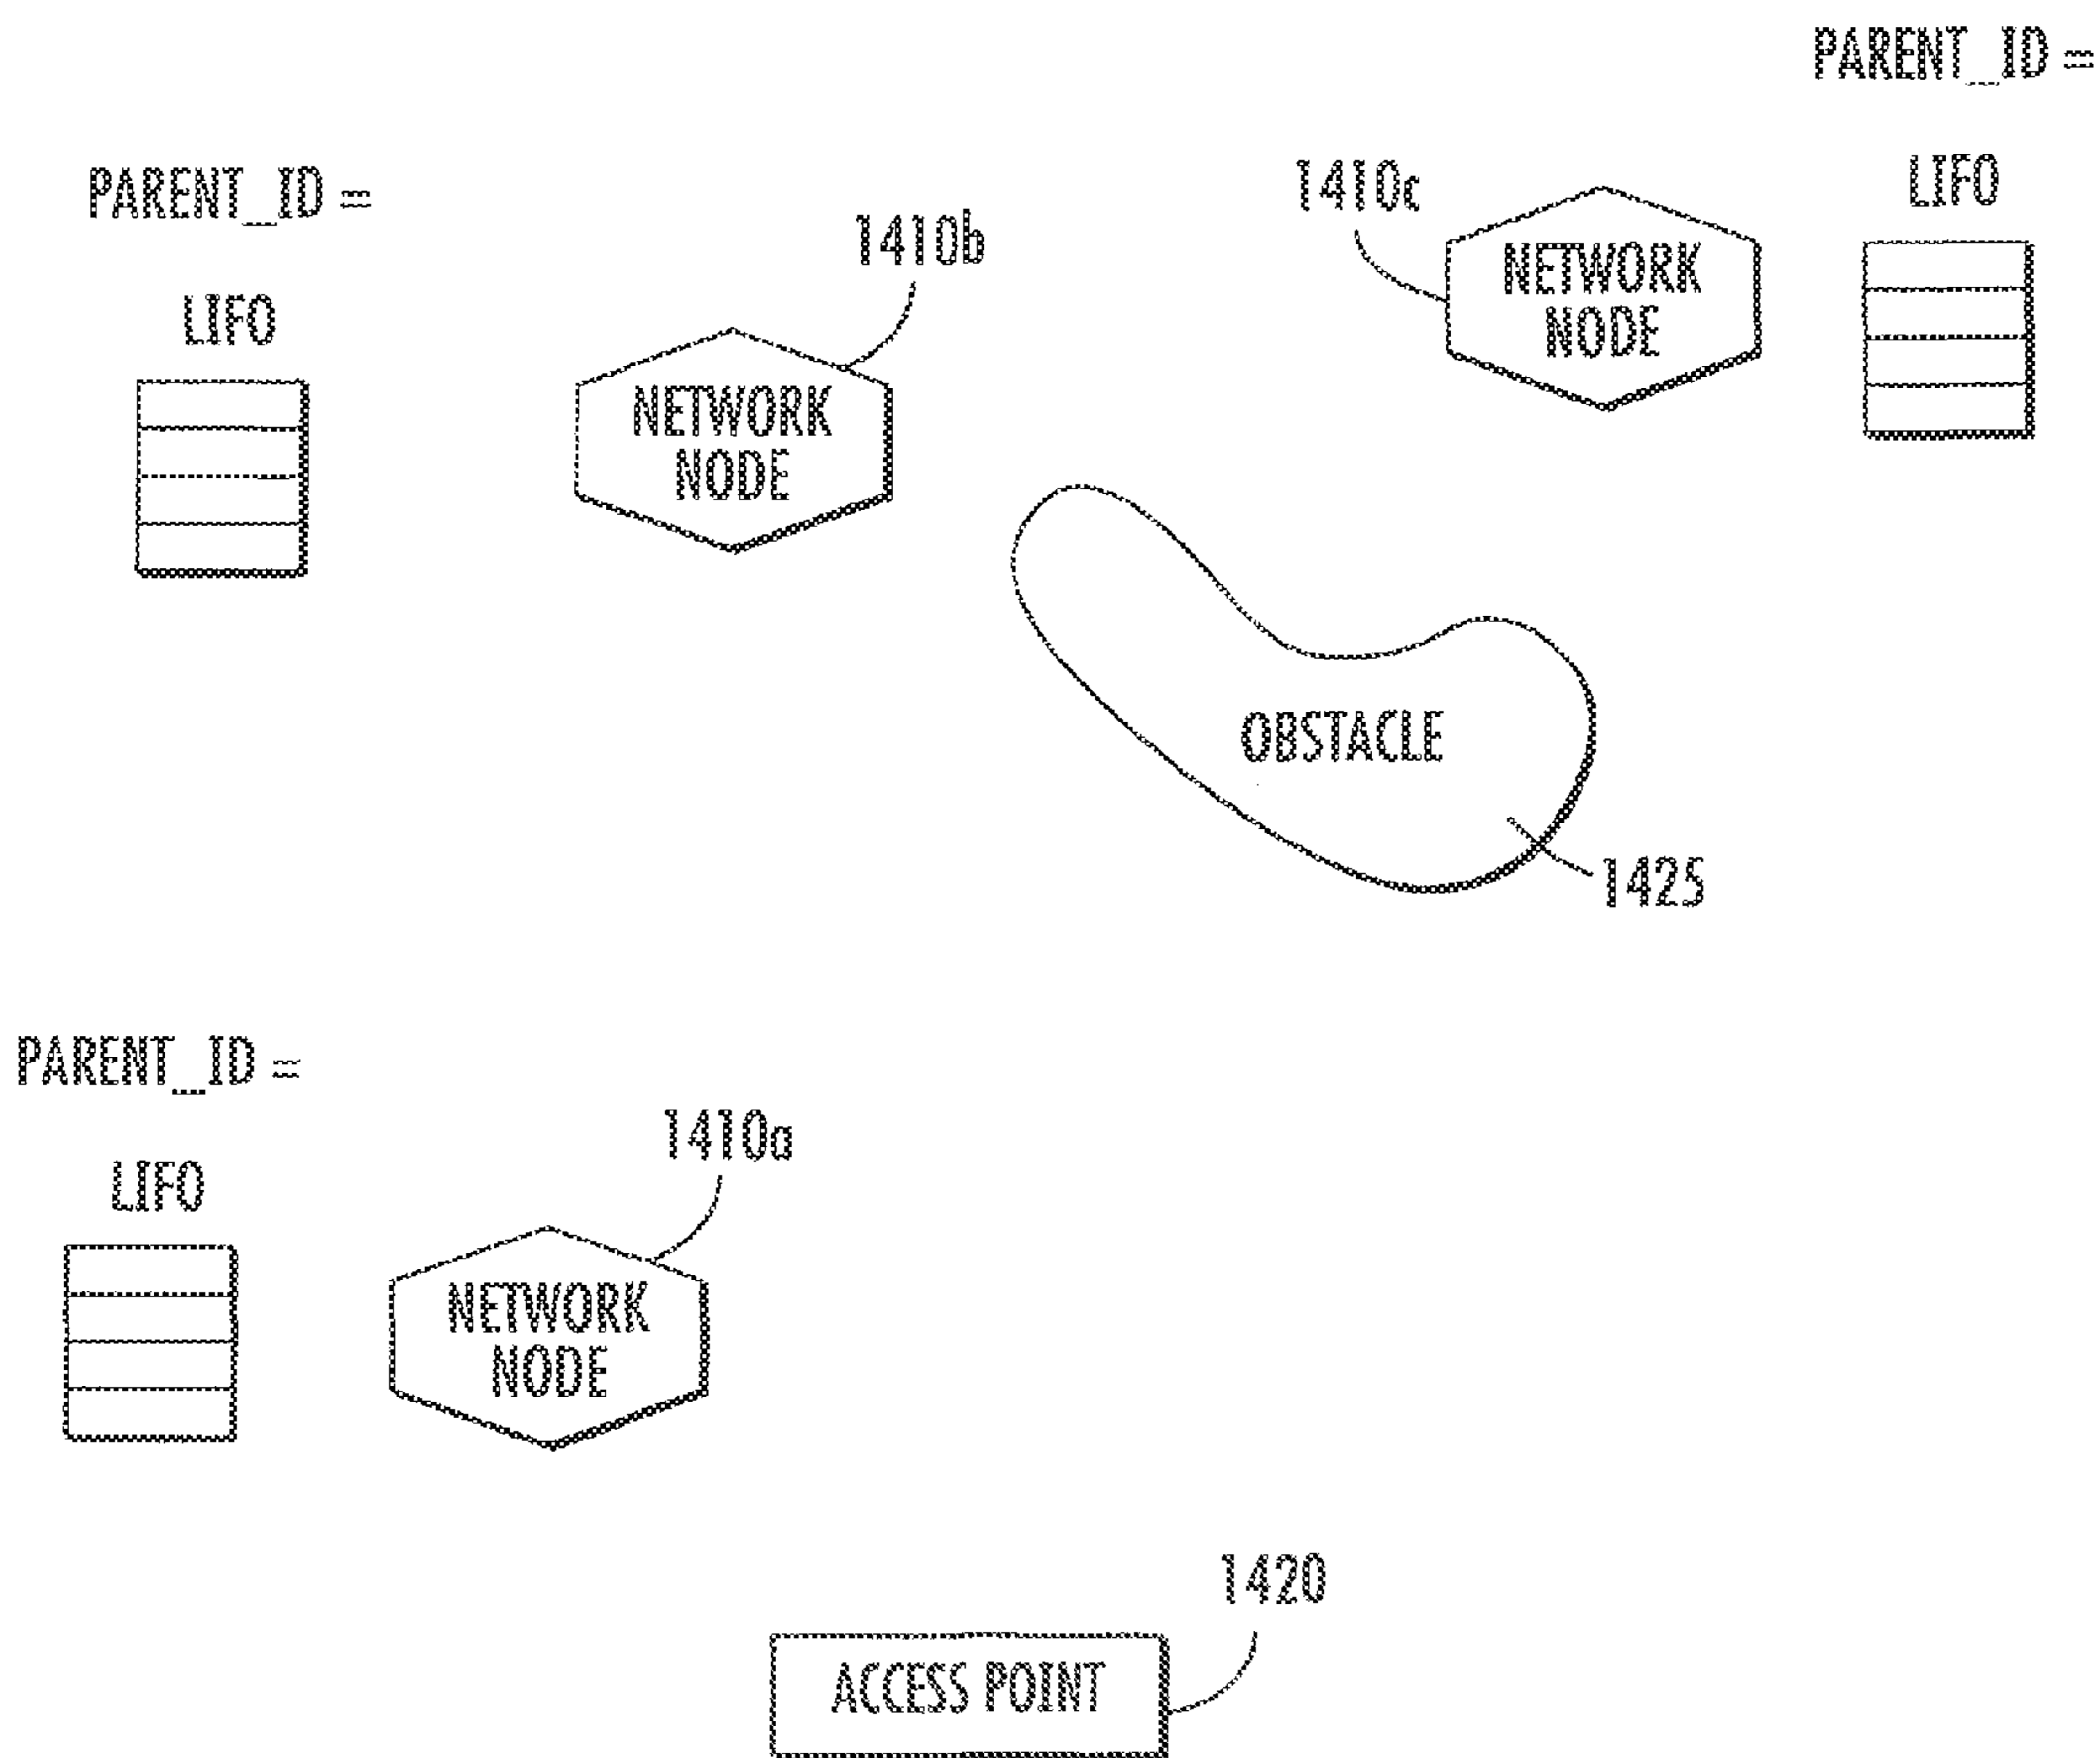 PARENT_ID =
LIFO
1410c
NETWORK
NODE
PARENT_ID =
LIFO
1410b
NETWORK
NODE
OBSTACLE
1425
PARENT_ID =
LIFO
1410a
NETWORK
NODE
1420
ACCESS POINT